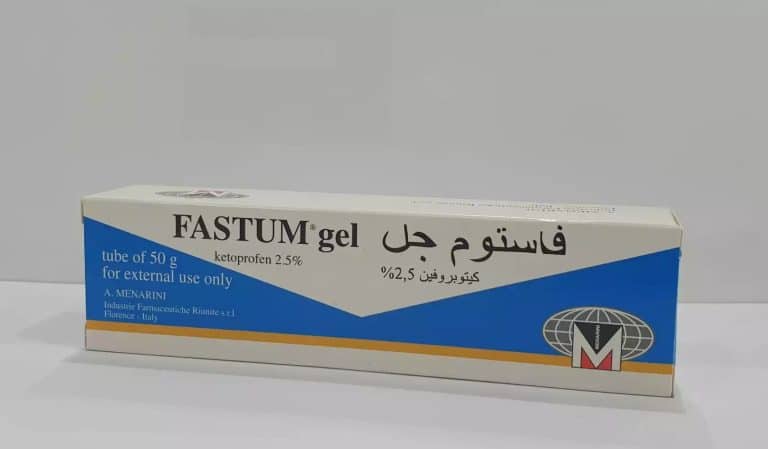 FASTUM® gel
ketoprofen 2.5%
فاستوم جل
كيتوبروفين 2,5%
tube of 50 g
for external use only
A. MENARINI
Industrie Farmaceutiche Riunite s.r.l.
Florence - Italy
MENARINI
M